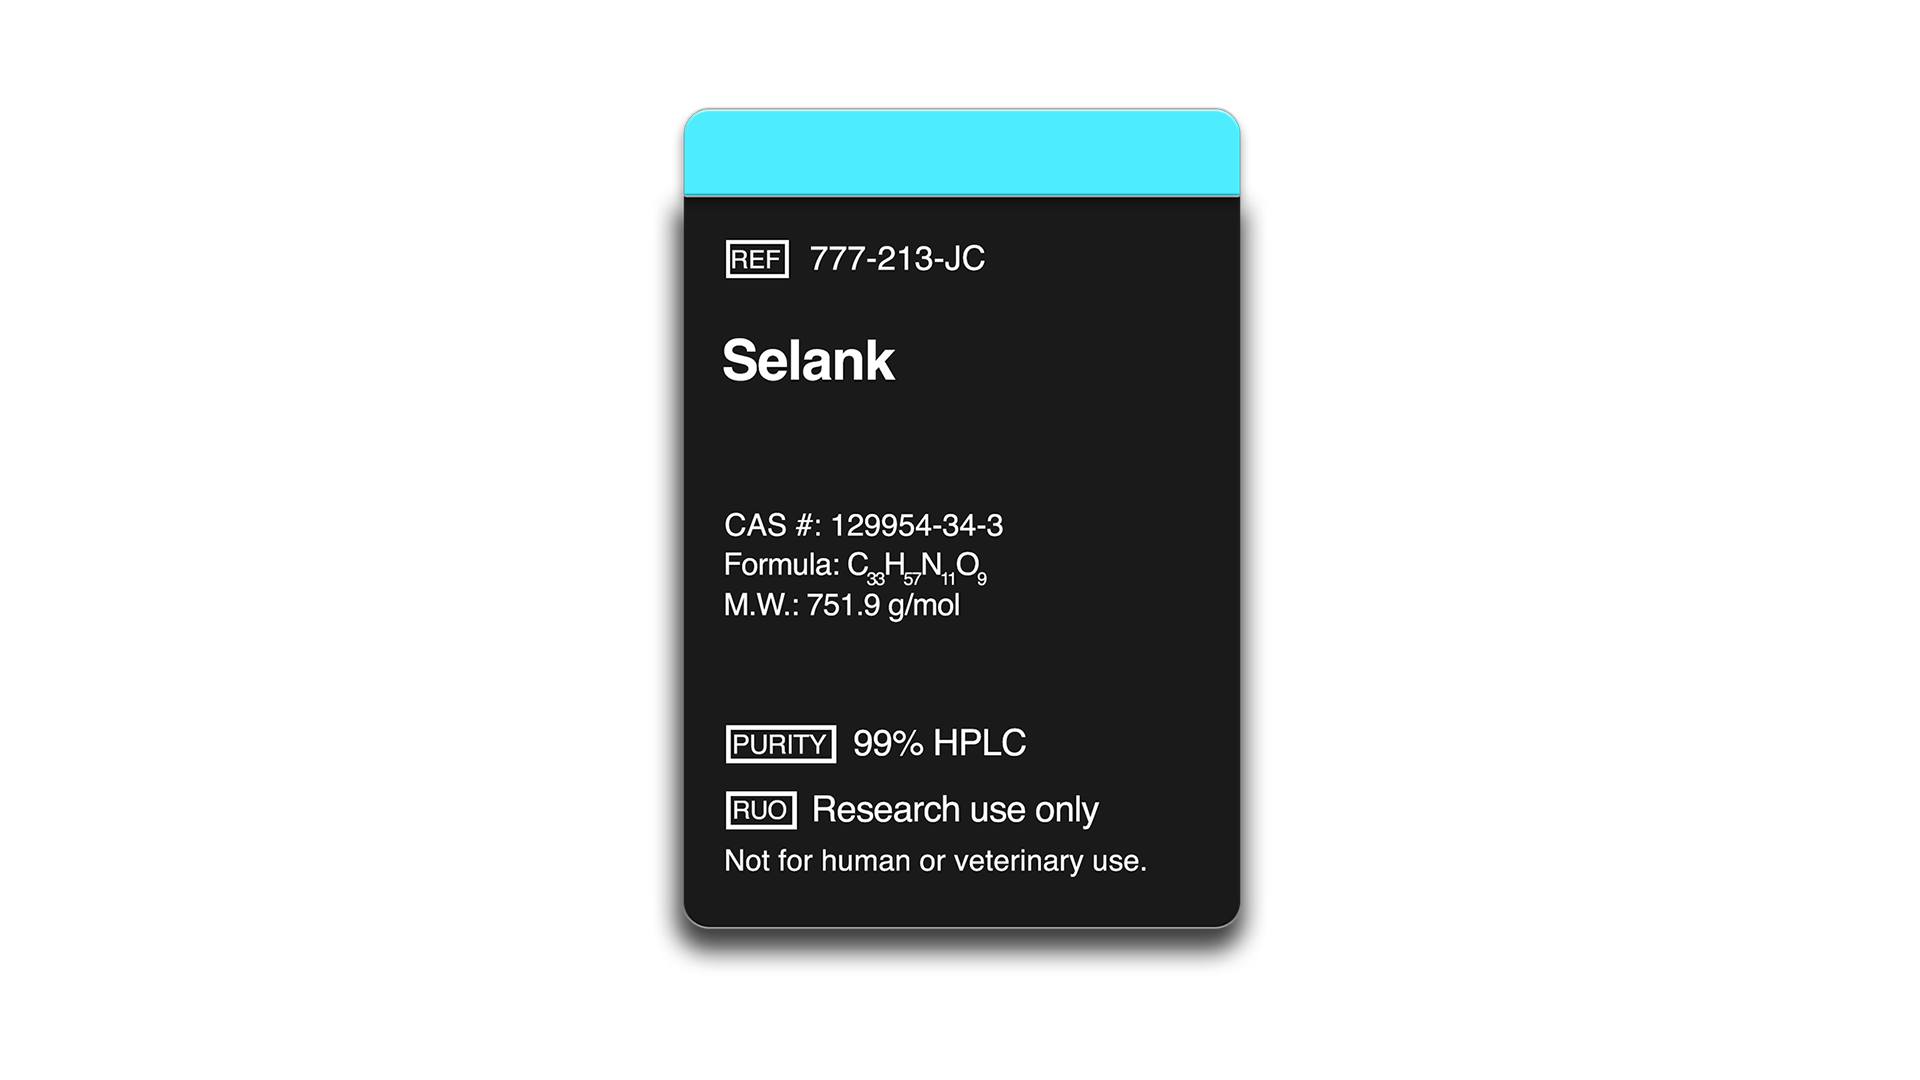 REF 777-213-JC
Selank
CAS #: 129954-34-3
Formula: C₃₃H₅₇N₁₁O₉
M.W.: 751.9 g/mol
PURITY 99% HPLC
RUO Research use only
Not for human or veterinary use.